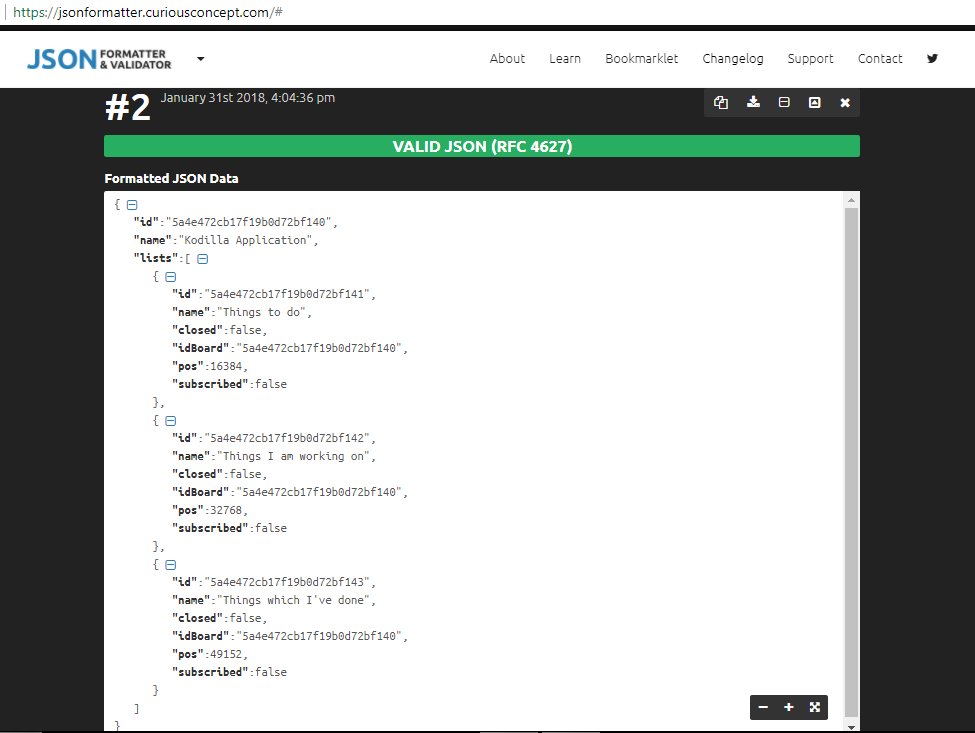 https://jsonformatter.curiousconcept.com/#
JSON FORMATTER & VALIDATOR
About Learn Bookmarklet Changelog Support Contact
#2 January 31st 2018, 4:04:36 pm
VALID JSON (RFC 4627)
Formatted JSON Data
{
"id":"5a4e472cb17f19b0d72bf140",
"name":"Kodilla Application",
"lists":[
{
"id":"5a4e472cb17f19b0d72bf141",
"name":"Things to do",
"closed":false,
"idBoard":"5a4e472cb17f19b0d72bf140",
"pos":16384,
"subscribed":false
},
{
"id":"5a4e472cb17f19b0d72bf142",
"name":"Things I am working on",
"closed":false,
"idBoard":"5a4e472cb17f19b0d72bf140",
"pos":32768,
"subscribed":false
},
{
"id":"5a4e472cb17f19b0d72bf143",
"name":"Things which I've done",
"closed":false,
"idBoard":"5a4e472cb17f19b0d72bf140",
"pos":49152,
"subscribed":false
}
]
}